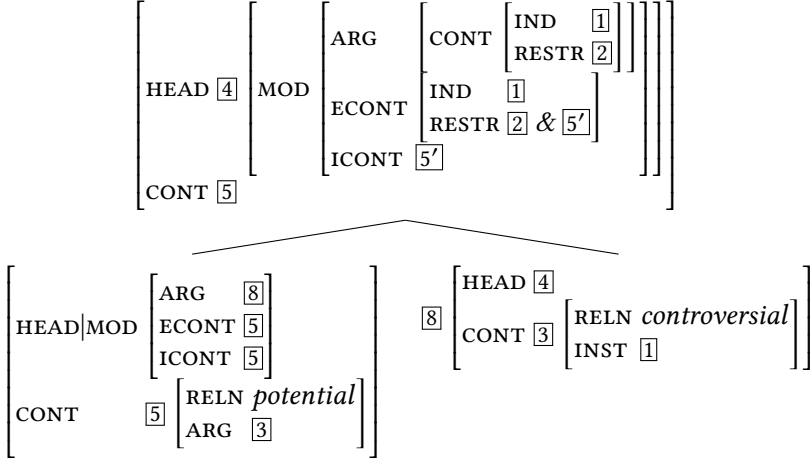 ARG CONT IND 1
RESTR 2
HEAD 4 MOD ECONT IND 1
RESTR 2 & 5′
ICONT 5′
CONT 5
HEAD|MOD ARG 8
ECONT 5
ICONT 5
CONT 5 RELN potential
ARG 3
8 HEAD 4
CONT 3 RELN controversial
INST 1